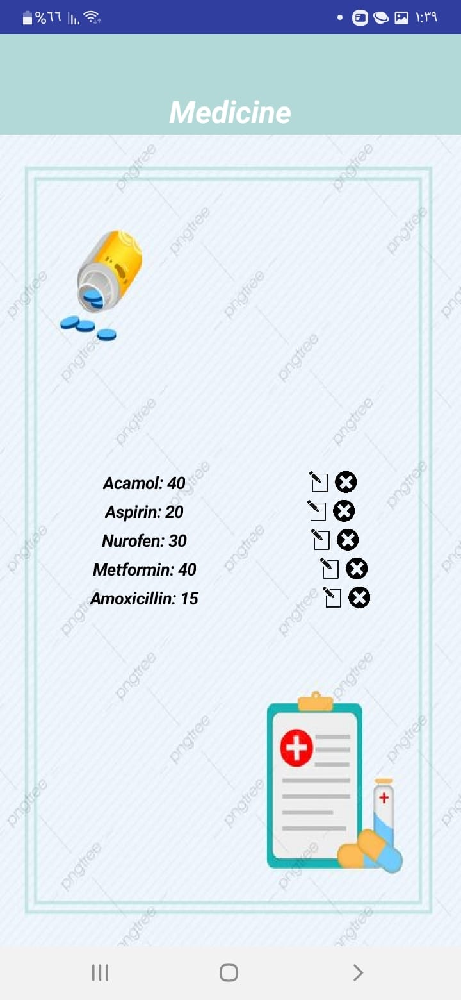 %٦٦
١:٣٩
Medicine
Acamol: 40
Aspirin: 20
Nurofen: 30
Metformin: 40
Amoxicillin: 15
pngtree